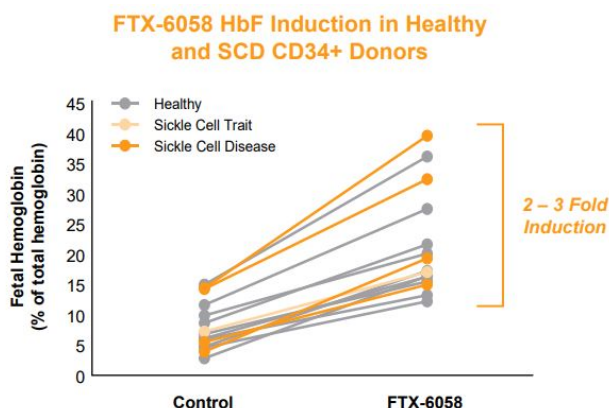 FTX-6058 HbF Induction in Healthy
and SCD CD34+ Donors
Fetal Hemoglobin
(% of total hemoglobin)
45
40
35
30
25
20
15
10
5
0
Healthy
Sickle Cell Trait
Sickle Cell Disease
2 – 3 Fold
Induction
Control
FTX-6058